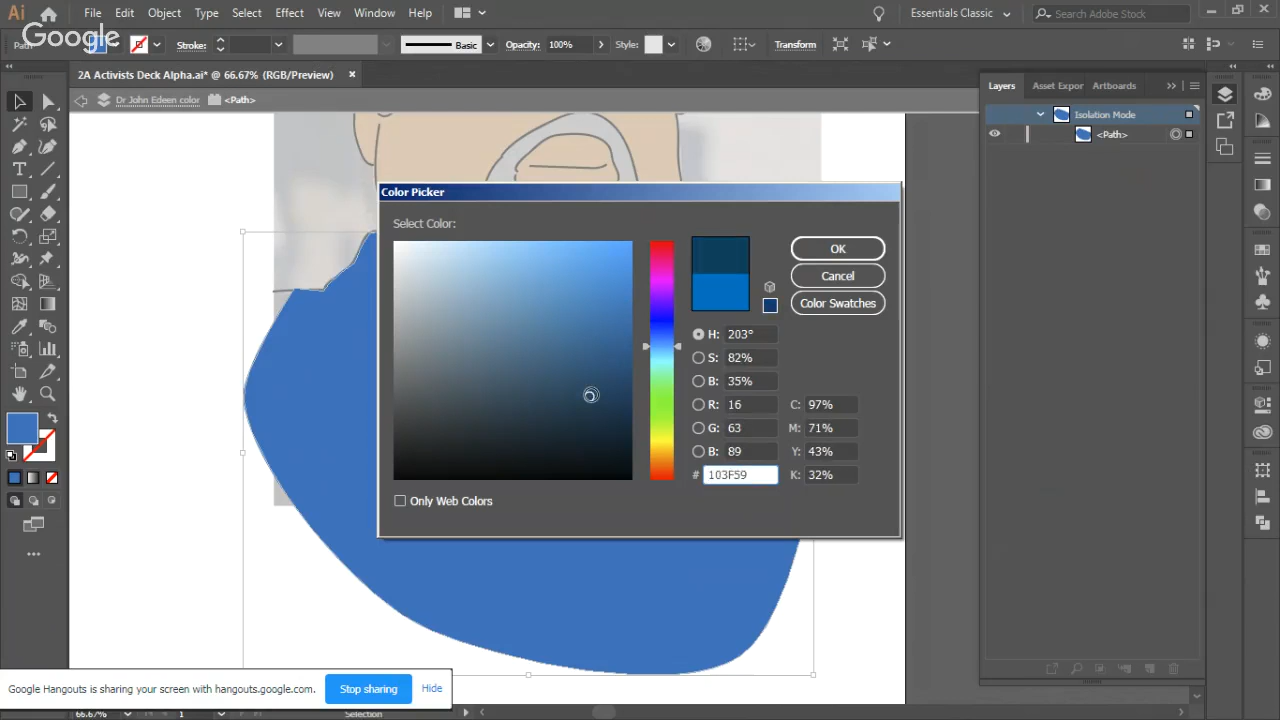 Ai File Edit Object Type Select Effect View Window Help Essentials Classic Search Adobe Stock
Google
Path Stroke: Basic Opacity: 100% Style: Transform
2A Activists Deck Alpha.ai* @ 66.67% (RGB/Preview) ×
Dr John Edeen color <Path>
Layers Asset Expor Artboards
Isolation Mode
<Path>
Color Picker
Select Color:
OK
Cancel
Color Swatches
H: 203°
S: 82%
B: 35%
R: 16 C: 97%
G: 63 M: 71%
B: 89 Y: 43%
# 103F59 K: 32%
Only Web Colors
Google Hangouts is sharing your screen with hangouts.google.com. Stop sharing Hide
66.67% 1 Selection